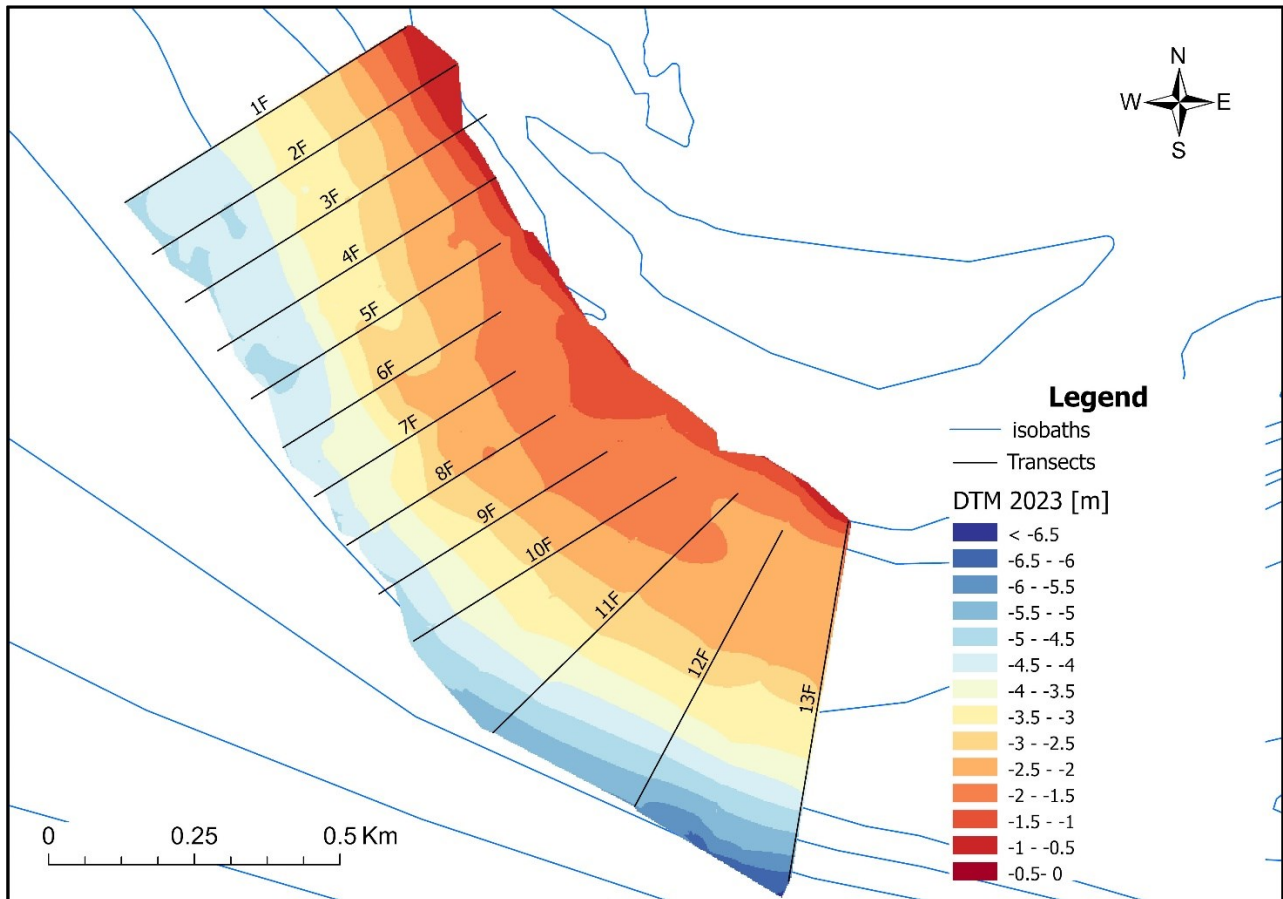 N
W E
S
1F
2F
3F
4F
5F
6F
7F
8F
9F
10F
11F
12F
13F
Legend
isobaths
Transects
DTM 2023 [m]
< -6.5
-6.5 - -6
-6 - -5.5
-5.5 - -5
-5 - -4.5
-4.5 - -4
-4 - -3.5
-3.5 - -3
-3 - -2.5
-2.5 - -2
-2 - -1.5
-1.5 - -1
-1 - -0.5
-0.5- 0
0 0.25 0.5 Km